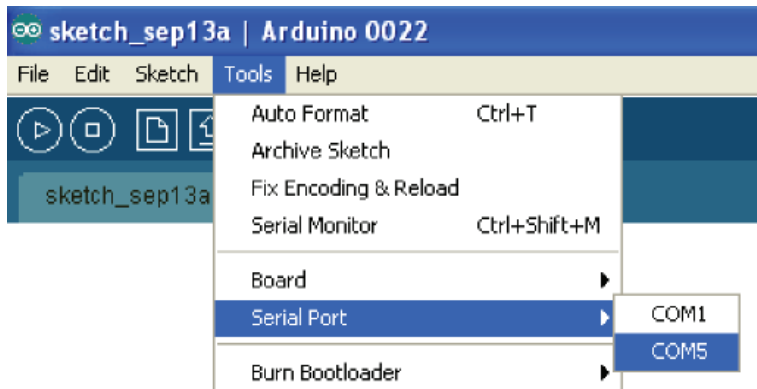 sketch_sep13a | Arduino 0022
File Edit Sketch Tools Help
Auto Format Ctrl+T
Archive Sketch
sketch_sep13a
Fix Encoding & Reload
Serial Monitor Ctrl+Shift+M
Board
Serial Port
COM1
COM5
Burn Bootloader